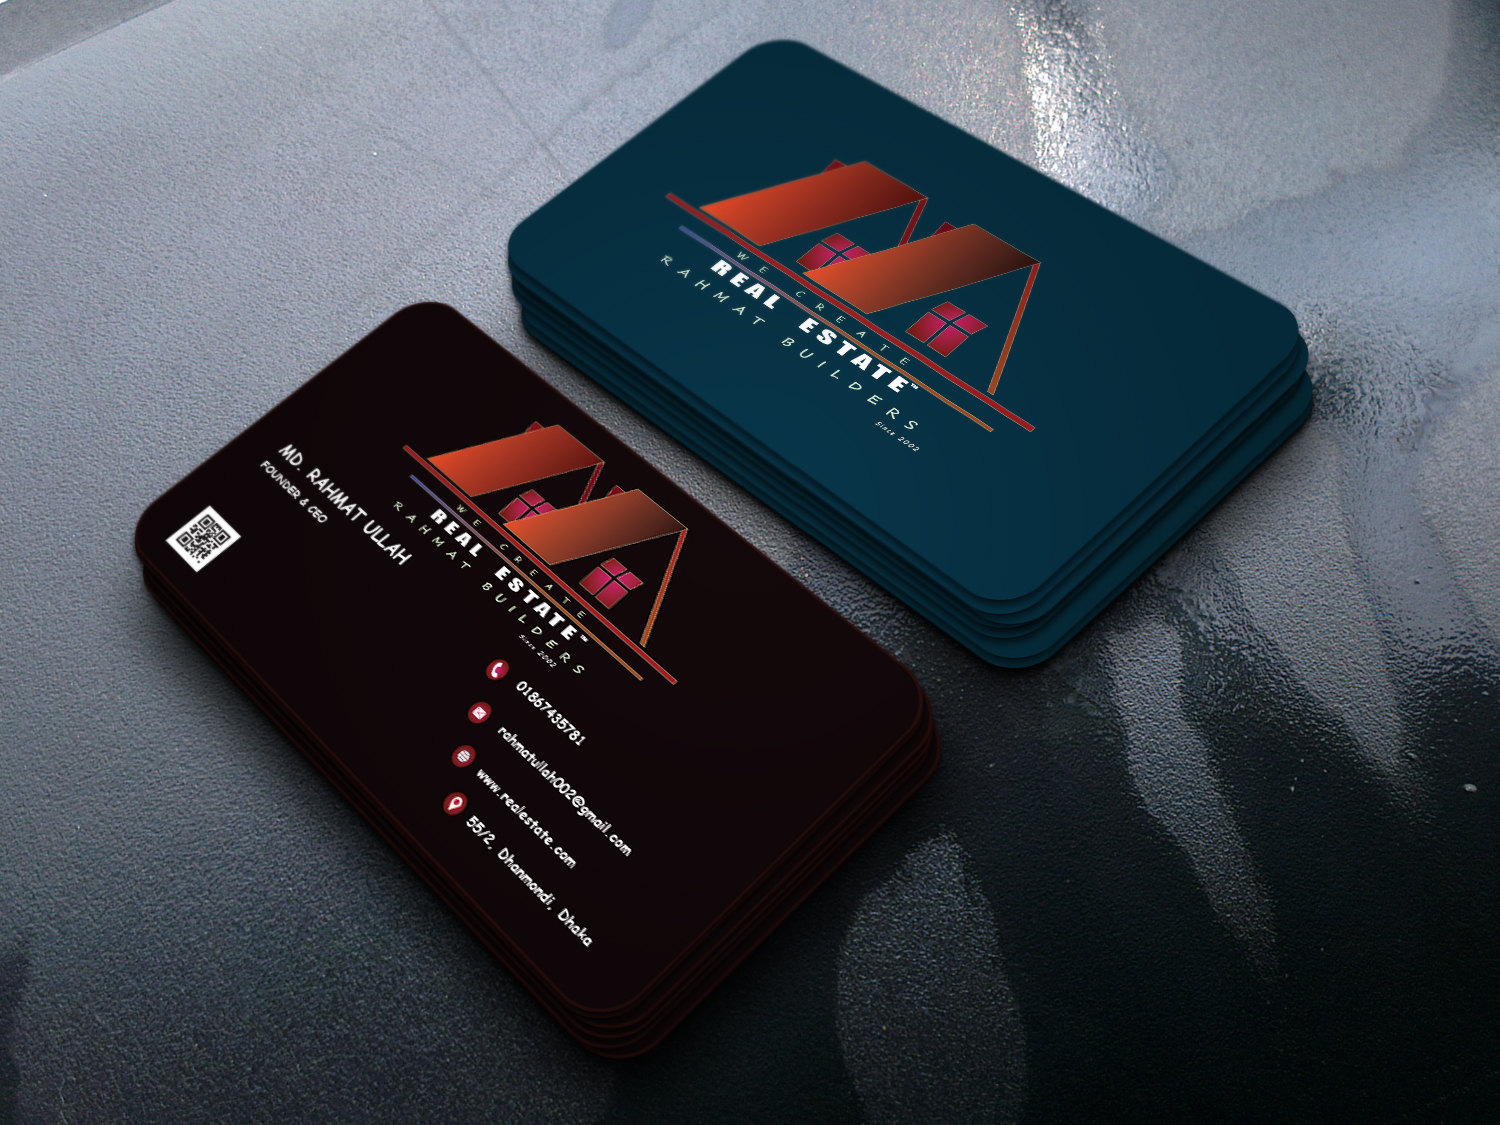 WE CREATE
REAL ESTATE™
RAHMAT BUILDERS
Since 2002
MD. RAHMAT ULLAH
FOUNDER & CEO
WE CREATE
REAL ESTATE™
RAHMAT BUILDERS
Since 2002
01867435781
rahmatullah002@gmail.com
www.realestate.com
55/2, Dhanmondi, Dhaka